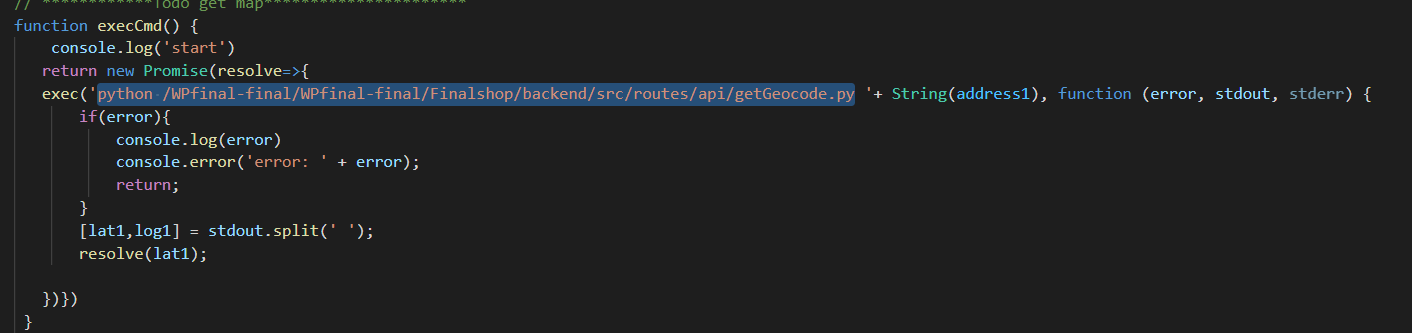 // ************Todo get map**********************
function execCmd() {
console.log('start')
return new Promise(resolve=>{
exec('python /WPfinal-final/WPfinal-final/Finalshop/backend/src/routes/api/getGeocode.py '+ String(address1), function (error, stdout, stderr) {
if(error){
console.log(error)
console.error('error: ' + error);
return;
}
[lat1,log1] = stdout.split(' ');
resolve(lat1);
})})
}